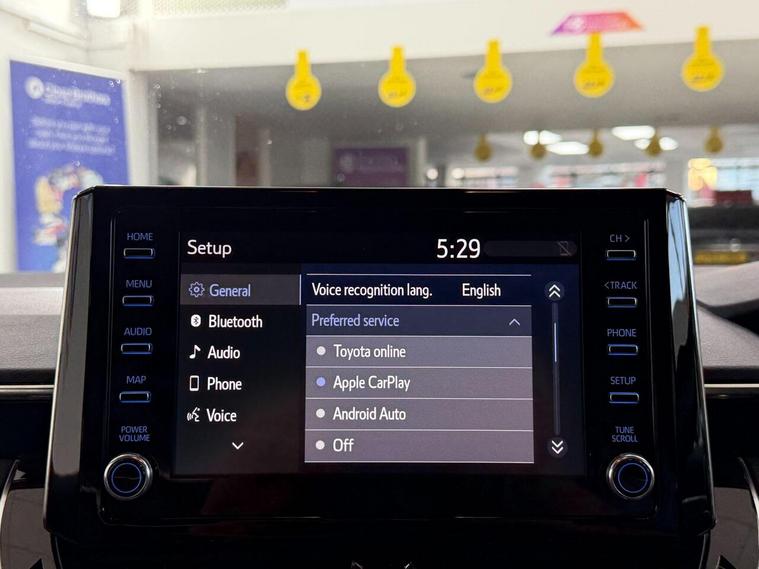 Setup
5:29
General
Bluetooth
Audio
Phone
Voice
Voice recognition lang. English
Preferred service
Toyota online
Apple CarPlay
Android Auto
Off
HOME
MENU
AUDIO
MAP
POWER
VOLUME
CH >
< TRACK
PHONE
SETUP
TUNE
SCROLL